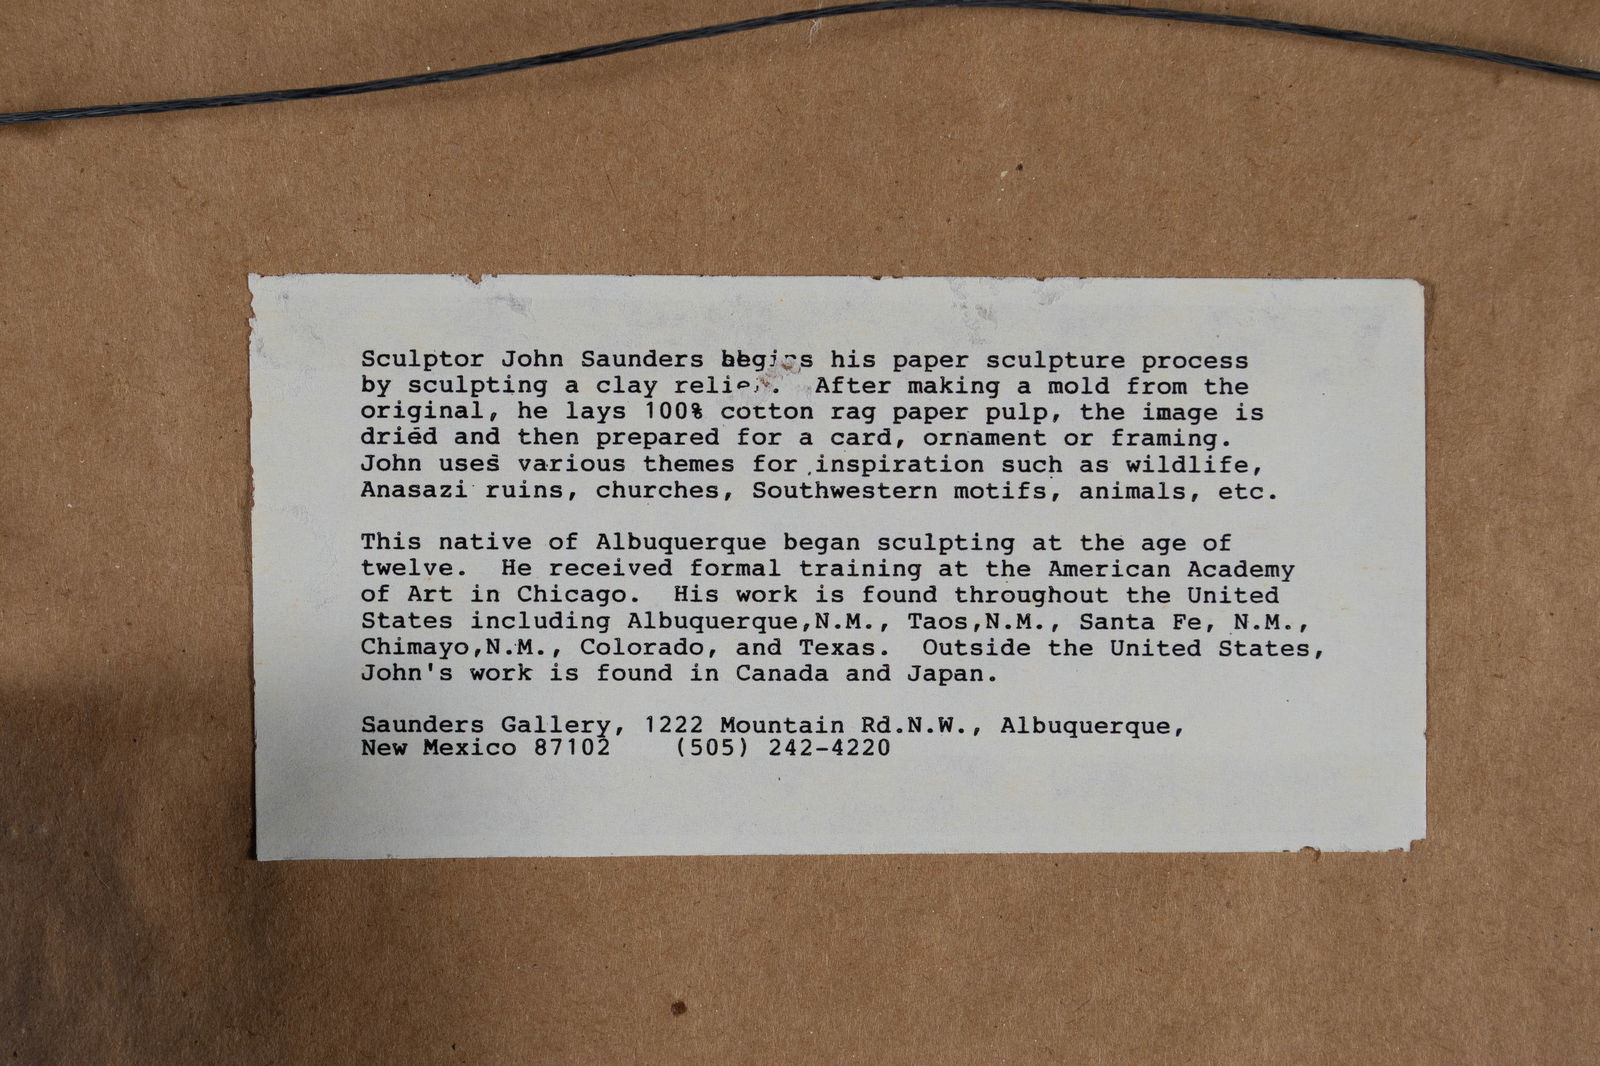 Sculptor John Saunders begins his paper sculpture process
by sculpting a clay relief. After making a mold from the
original, he lays 100% cotton rag paper pulp, the image is
dried and then prepared for a card, ornament or framing.
John uses various themes for inspiration such as wildlife,
Anasazi ruins, churches, Southwestern motifs, animals, etc.
This native of Albuquerque began sculpting at the age of
twelve. He received formal training at the American Academy
of Art in Chicago. His work is found throughout the United
States including Albuquerque,N.M., Taos,N.M., Santa Fe, N.M.,
Chimayo,N.M., Colorado, and Texas. Outside the United States,
John's work is found in Canada and Japan.
Saunders Gallery, 1222 Mountain Rd.N.W., Albuquerque,
New Mexico 87102 (505) 242-4220